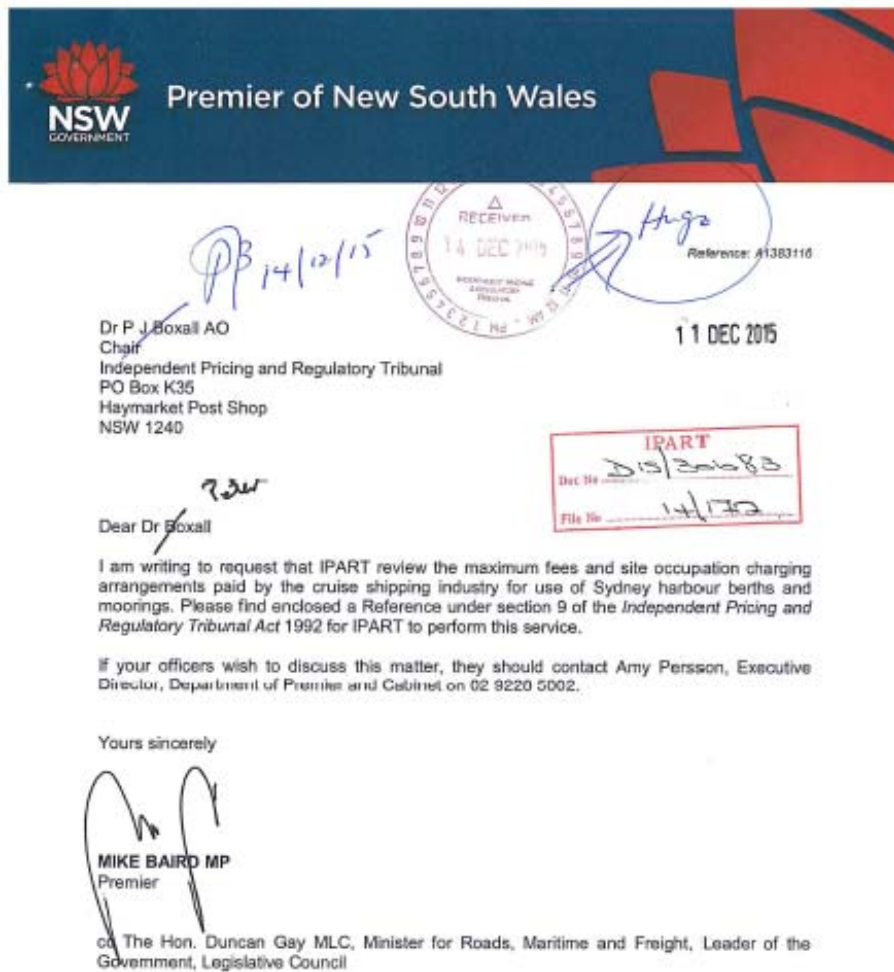 NSW
GOVERNMENT
Premier of New South Wales
PB 14/12/15
RECEIVED
14 DEC 2015
Hugo
Reference: A1383116
Dr P J Boxall AO
Chair
Independent Pricing and Regulatory Tribunal
PO Box K35
Haymarket Post Shop
NSW 1240
11 DEC 2015
IPART
Doc No D15/30683
File No 14/172
Peter
Dear Dr Boxall
I am writing to request that IPART review the maximum fees and site occupation charging
arrangements paid by the cruise shipping industry for use of Sydney harbour berths and
moorings. Please find enclosed a Reference under section 9 of the Independent Pricing and
Regulatory Tribunal Act 1992 for IPART to perform this service.
If your officers wish to discuss this matter, they should contact Amy Persson, Executive
Director, Department of Premier and Cabinet on 02 9220 5002.
Yours sincerely
MIKE BAIRD MP
Premier
cc The Hon. Duncan Gay MLC, Minister for Roads, Maritime and Freight, Leader of the
Government, Legislative Council